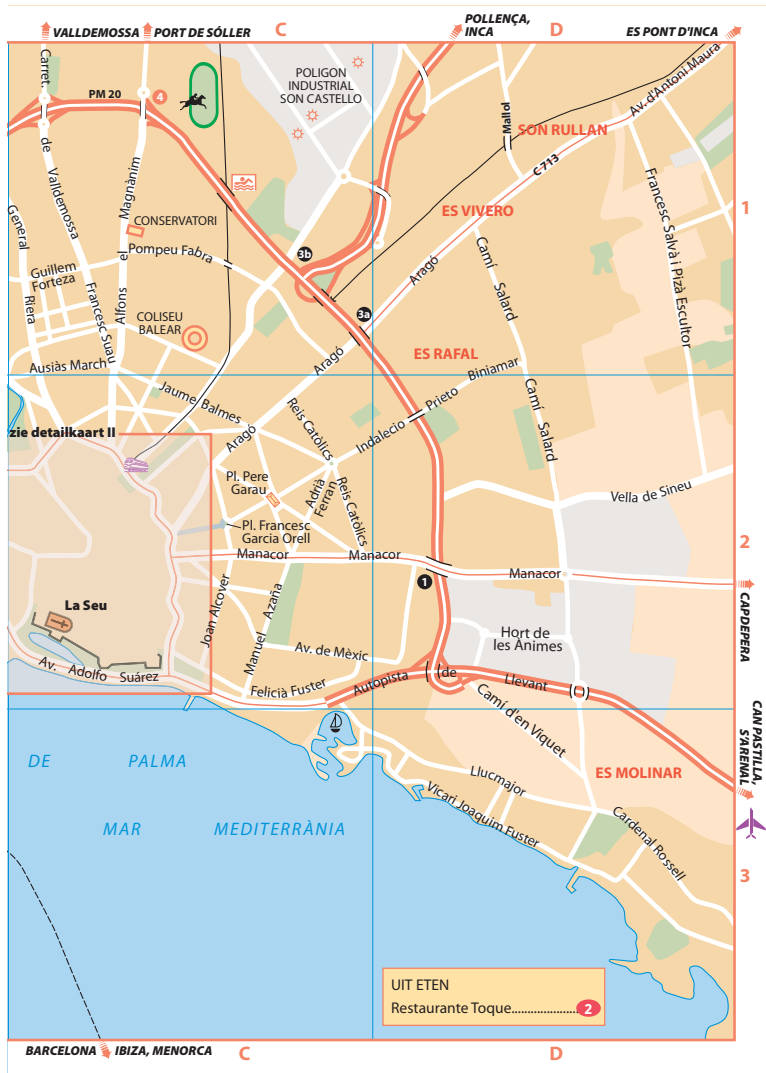 VALLDEMOSSA
PORT DE SÓLLER
C
POLLENÇA,
INCA
D
ES PONT D'INCA
Carret.
de
Valldemossa
PM 20
4
POLIGON
INDUSTRIAL
SON CASTELLO
Mallol
SON RULLAN
Av. d'Antoni Maura
C 713
1
General
Riera
Magnànim
el
Alfons
CONSERVATORI
Pompeu Fabra
ES VIVERO
Francesc Salvà i Pizà Escultor
Guillem
Forteza
Francesc Suau
3b
Aragó
Camí
Salard
COLISEU
BALEAR
3a
Aragó
ES RAFAL
Ausiàs March
Jaume Balmes
Prieto
Biniamar
Indalecio
Reis Catòlics
Camí
Salard
zie detailkaart II
Aragó
Pl. Pere
Garau
Adrià
Ferran
Reis Catòlics
Vella de Sineu
Pl. Francesc
Garcia Orell
2
Manacor
Manacor
Manacor
1
La Seu
Joan Alcover
Azaña
Manuel
Hort de
les Ànimes
CAPDEPERA
Av. de Mèxic
Av. Adolfo Suárez
Felicià Fuster
Autopista
de
Llevant
Camí d'en Viquet
CAN PASTILLA,
S'ARENAL
DE PALMA
ES MOLINAR
Llucmajor
Vicari Joaquim Fuster
Cardenal Rossell
MAR MEDITERRÀNIA
3
UIT ETEN
Restaurante Toque......................2
BARCELONA
IBIZA, MENORCA
C
D